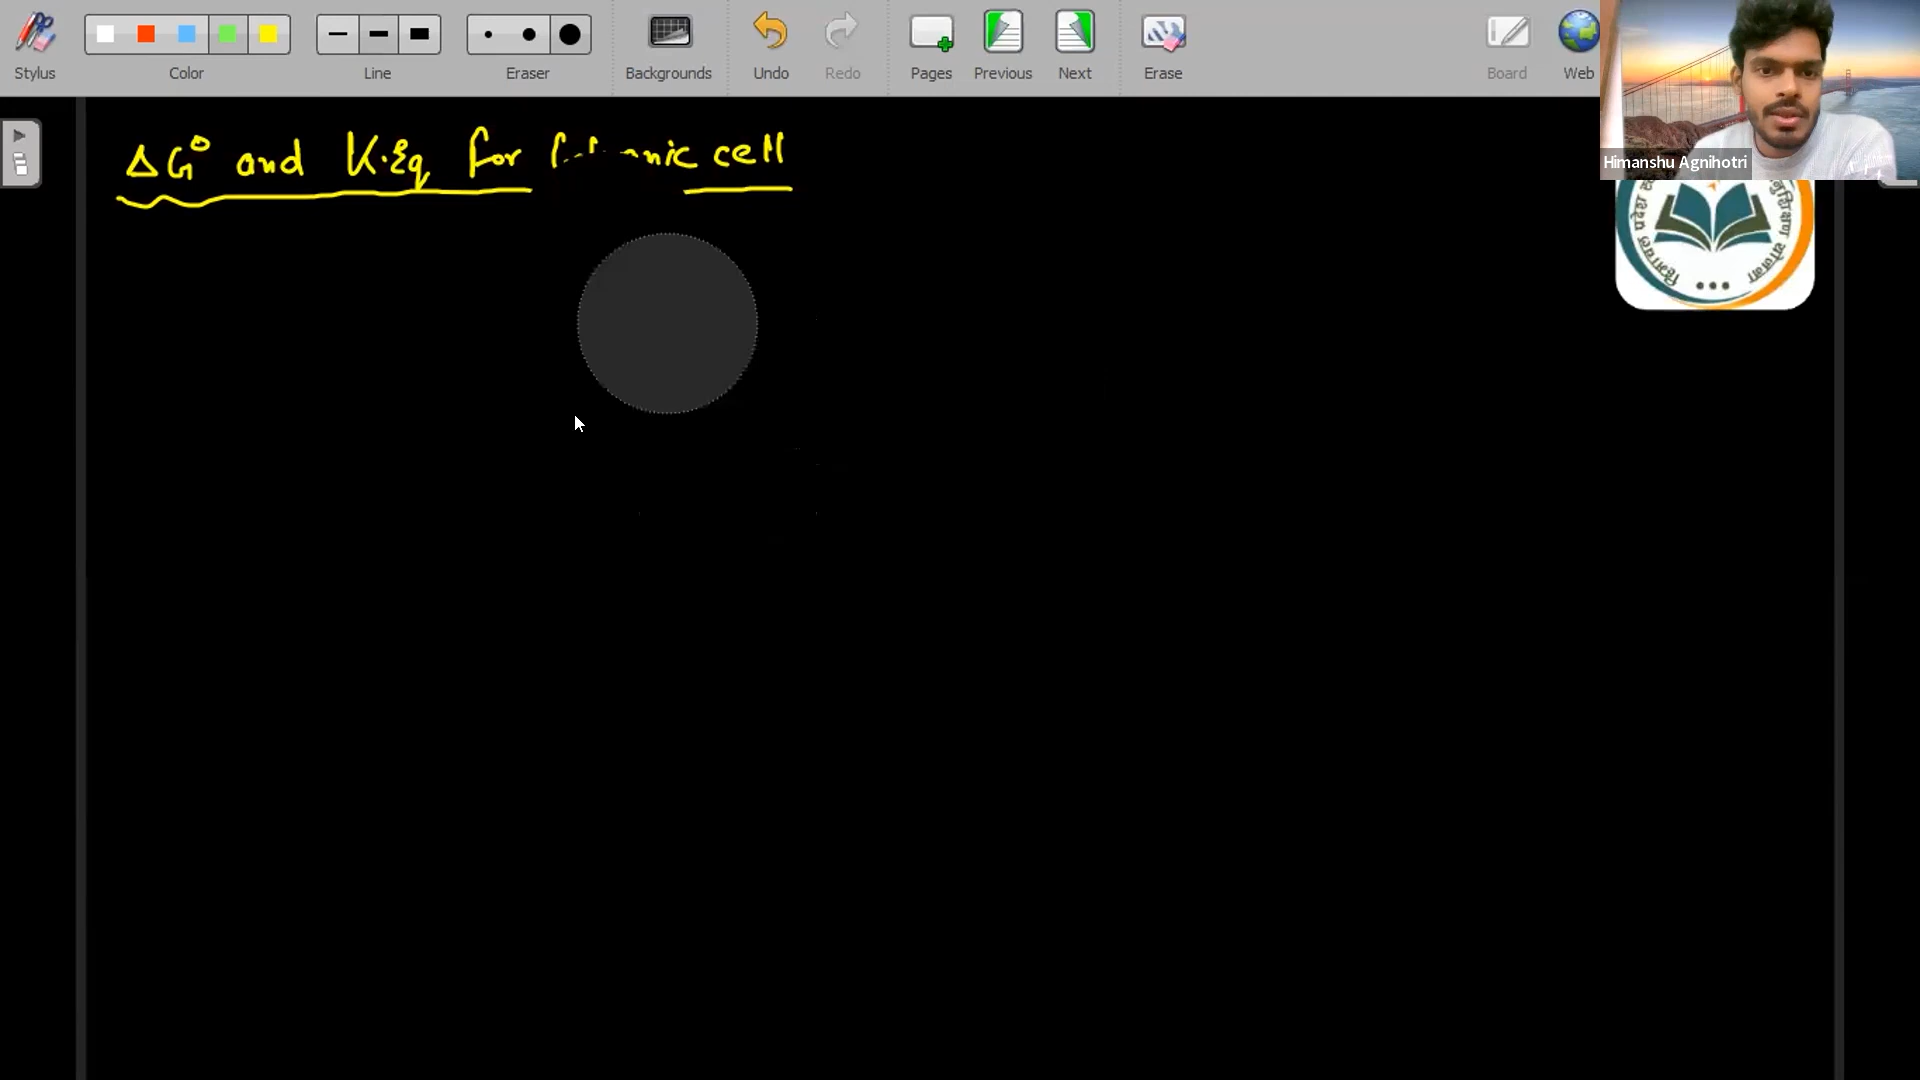 Stylus Color Line Eraser Backgrounds Undo Redo Pages Previous Next Erase Board Web
Himanshu Agnihotri
ΔG° and K.Eq for cell